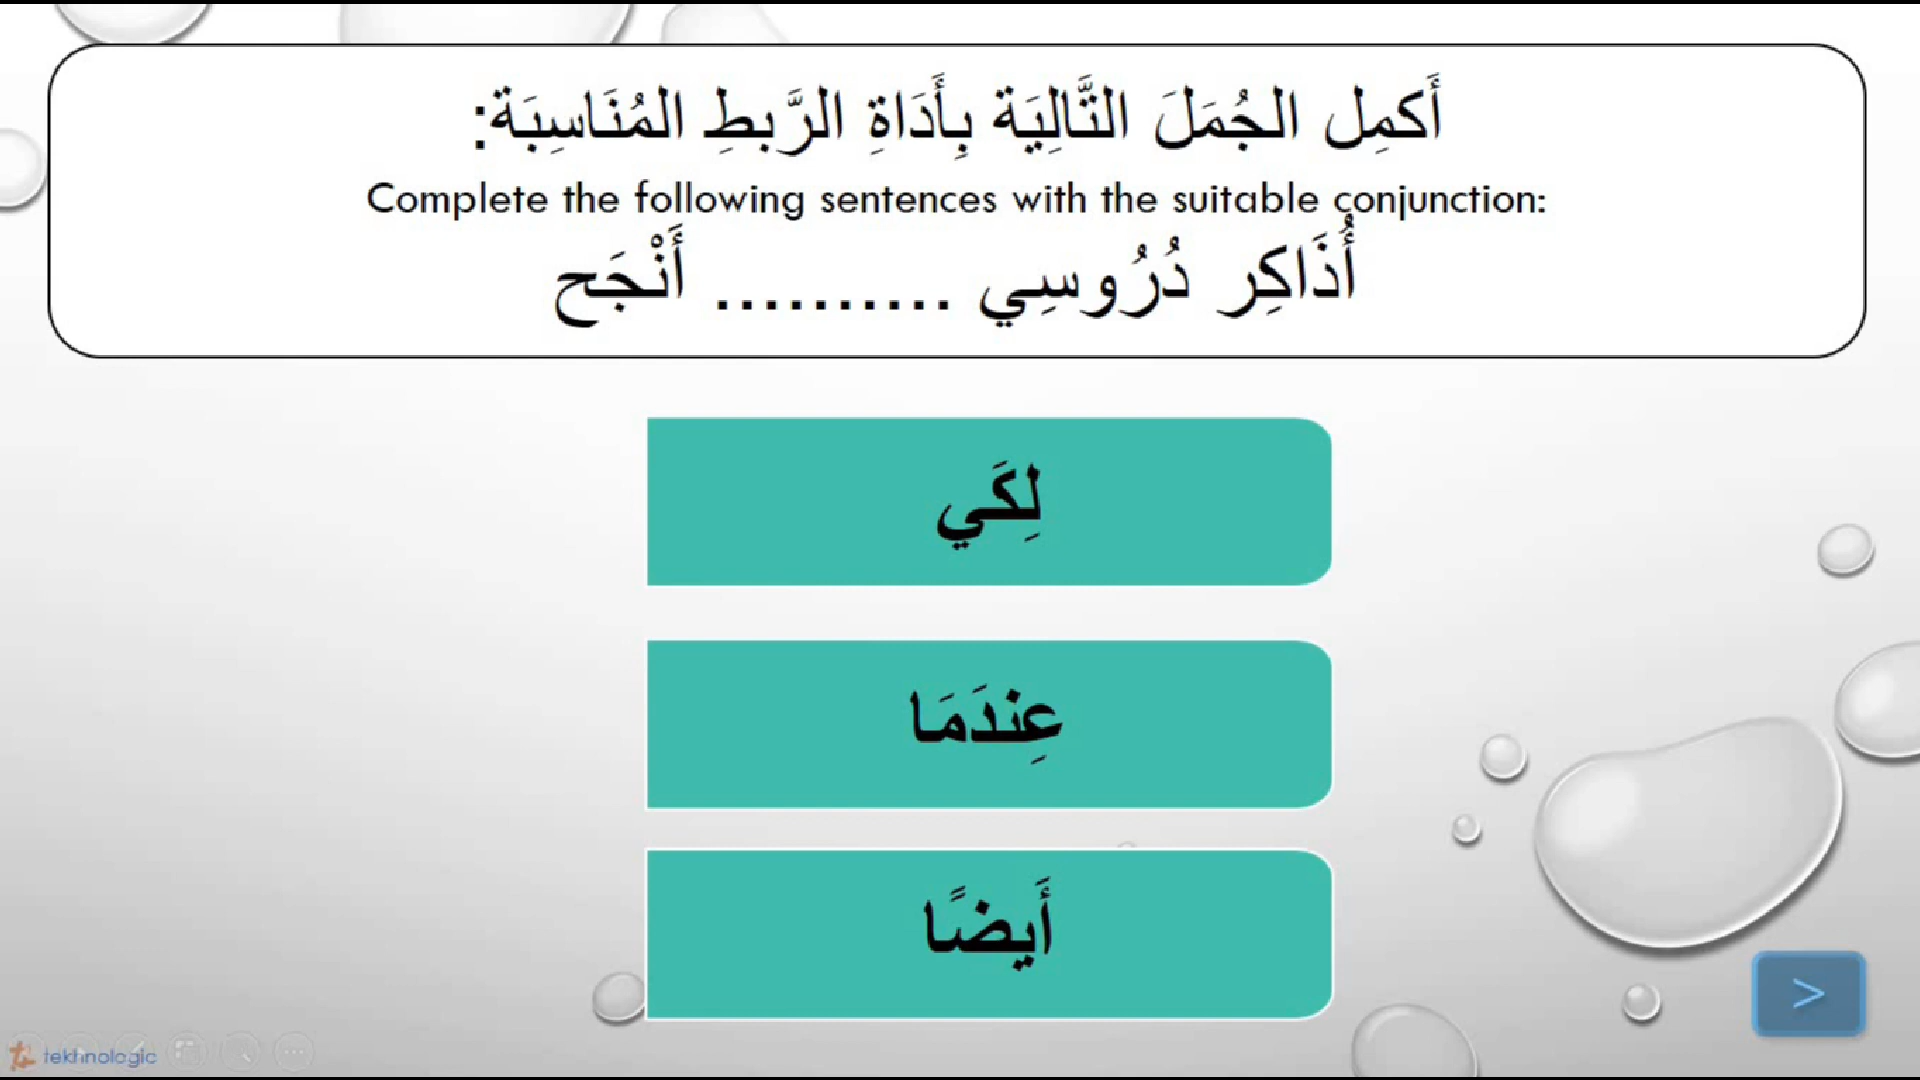 أَكمِل الجُمَلَ التَّالِيَة بِأَدَاةِ الرَّبطِ المُنَاسِبَة:
Complete the following sentences with the suitable conjunction:
أُذَاكِر دُرُوسِي .......... أَنْجَح
لِكَي
عِندَمَا
أَيضًا
>
tekhnologic